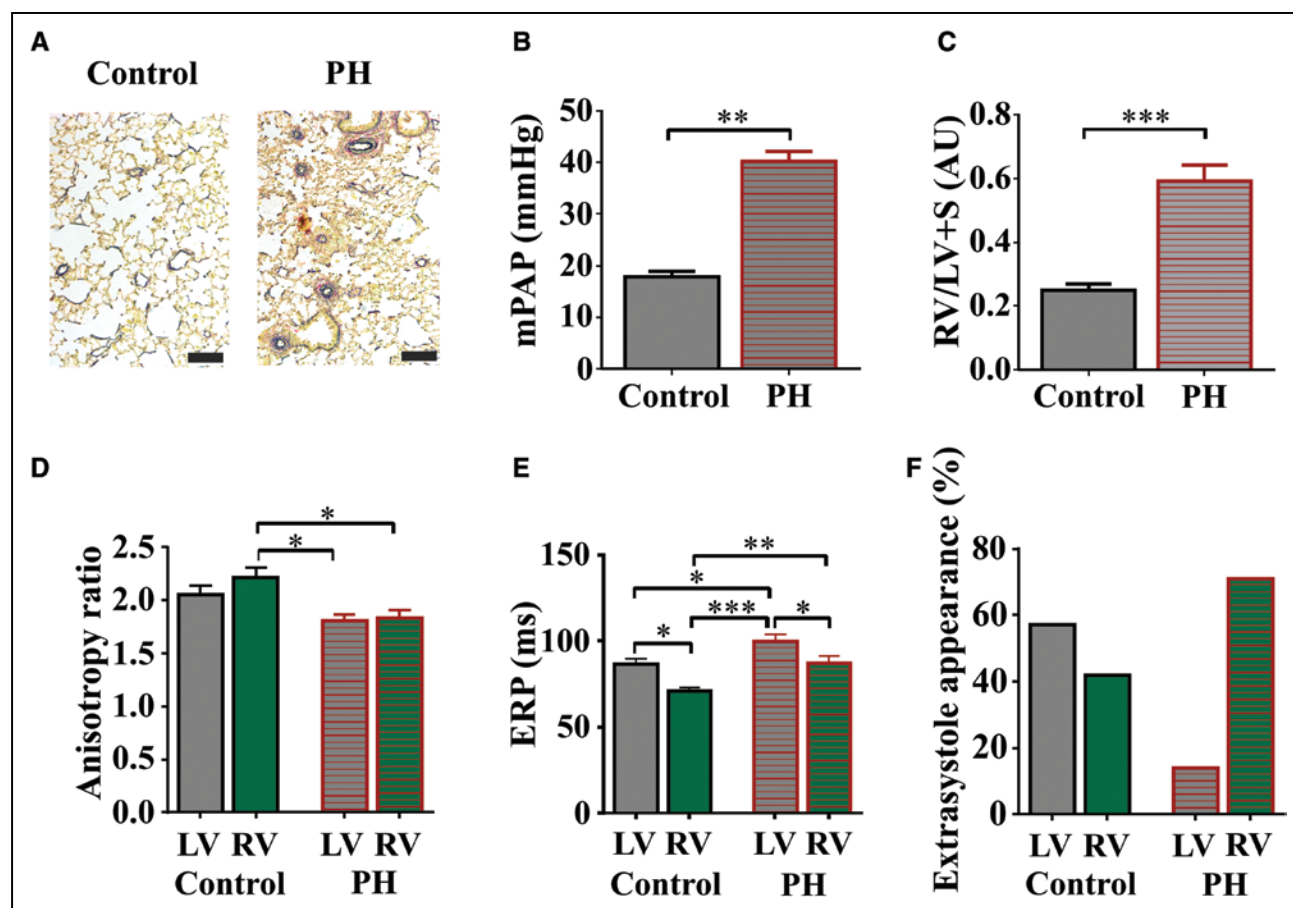 A
Control
PH
B
mPAP (mmHg)
50
40
30
20
10
0
**
Control
PH
C
RV/LV+S (AU)
0.8
0.6
0.4
0.2
0.0
***
Control
PH
D
Anisotropy ratio
2.5
2.0
1.5
1.0
0.5
0.0
*
*
LV RV
LV RV
Control
PH
E
ERP (ms)
150
100
50
0
**
*
***
*
*
LV RV
LV RV
Control
PH
F
Extrasystole appearance (%)
80
60
40
20
0
LV RV
LV RV
Control
PH